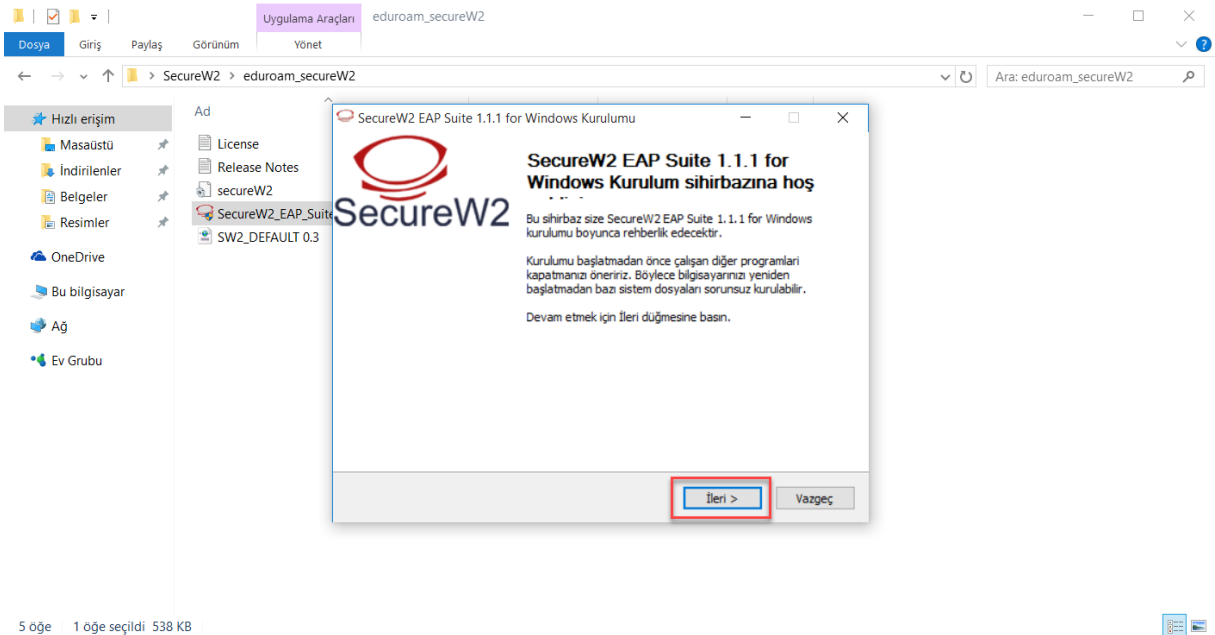 Uygulama Araçları
eduroam_secureW2
Dosya
Giriş
Paylaş
Görünüm
Yönet
SecureW2 > eduroam_secureW2
Ara: eduroam_secureW2
Hızlı erişim
Masaüstü
İndirilenler
Belgeler
Resimler
OneDrive
Bu bilgisayar
Ağ
Ev Grubu
Ad
License
Release Notes
secureW2
SecureW2_EAP_Suite
SW2_DEFAULT 0.3
SecureW2 EAP Suite 1.1.1 for Windows Kurulumu
SecureW2
SecureW2 EAP Suite 1.1.1 for
Windows Kurulum sihirbazına hoş
Bu sihirbaz size SecureW2 EAP Suite 1.1.1 for Windows
kurulumu boyunca rehberlik edecektir.
Kurulumu başlatmadan önce çalışan diğer programlari
kapatmanızı öneririz. Böylece bilgisayarınızı yeniden
başlatmadan bazı sistem dosyaları sorunsuz kurulabilir.
Devam etmek için İleri düğmesine basın.
İleri >
Vazgeç
5 öğe
1 öğe seçildi 538 KB